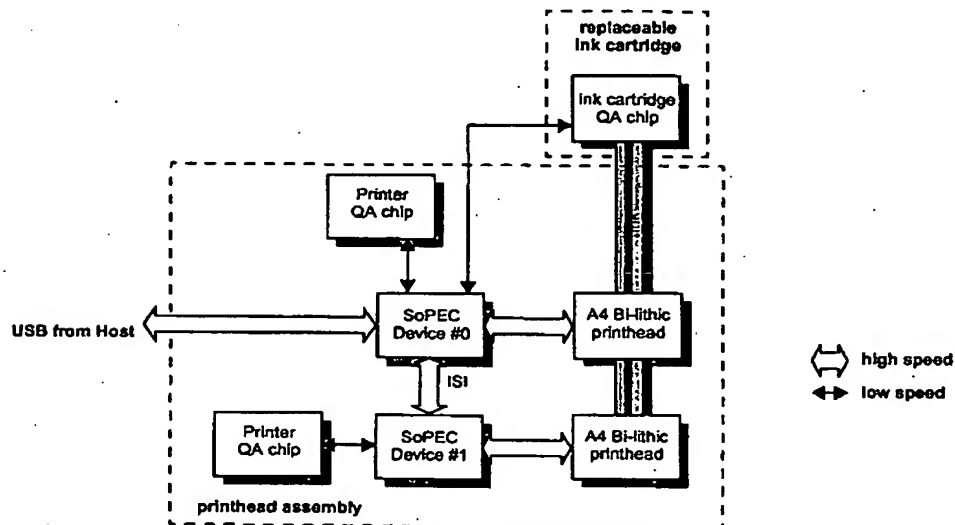 replaceable
ink cartridge
Ink cartridge
QA chip
Printer
QA chip
USB from Host
SoPEC
Device #0
A4 Bi-lithic
printhead
high speed
low speed
ISI
Printer
QA chip
SoPEC
Device #1
A4 Bi-lithic
printhead
printhead assembly